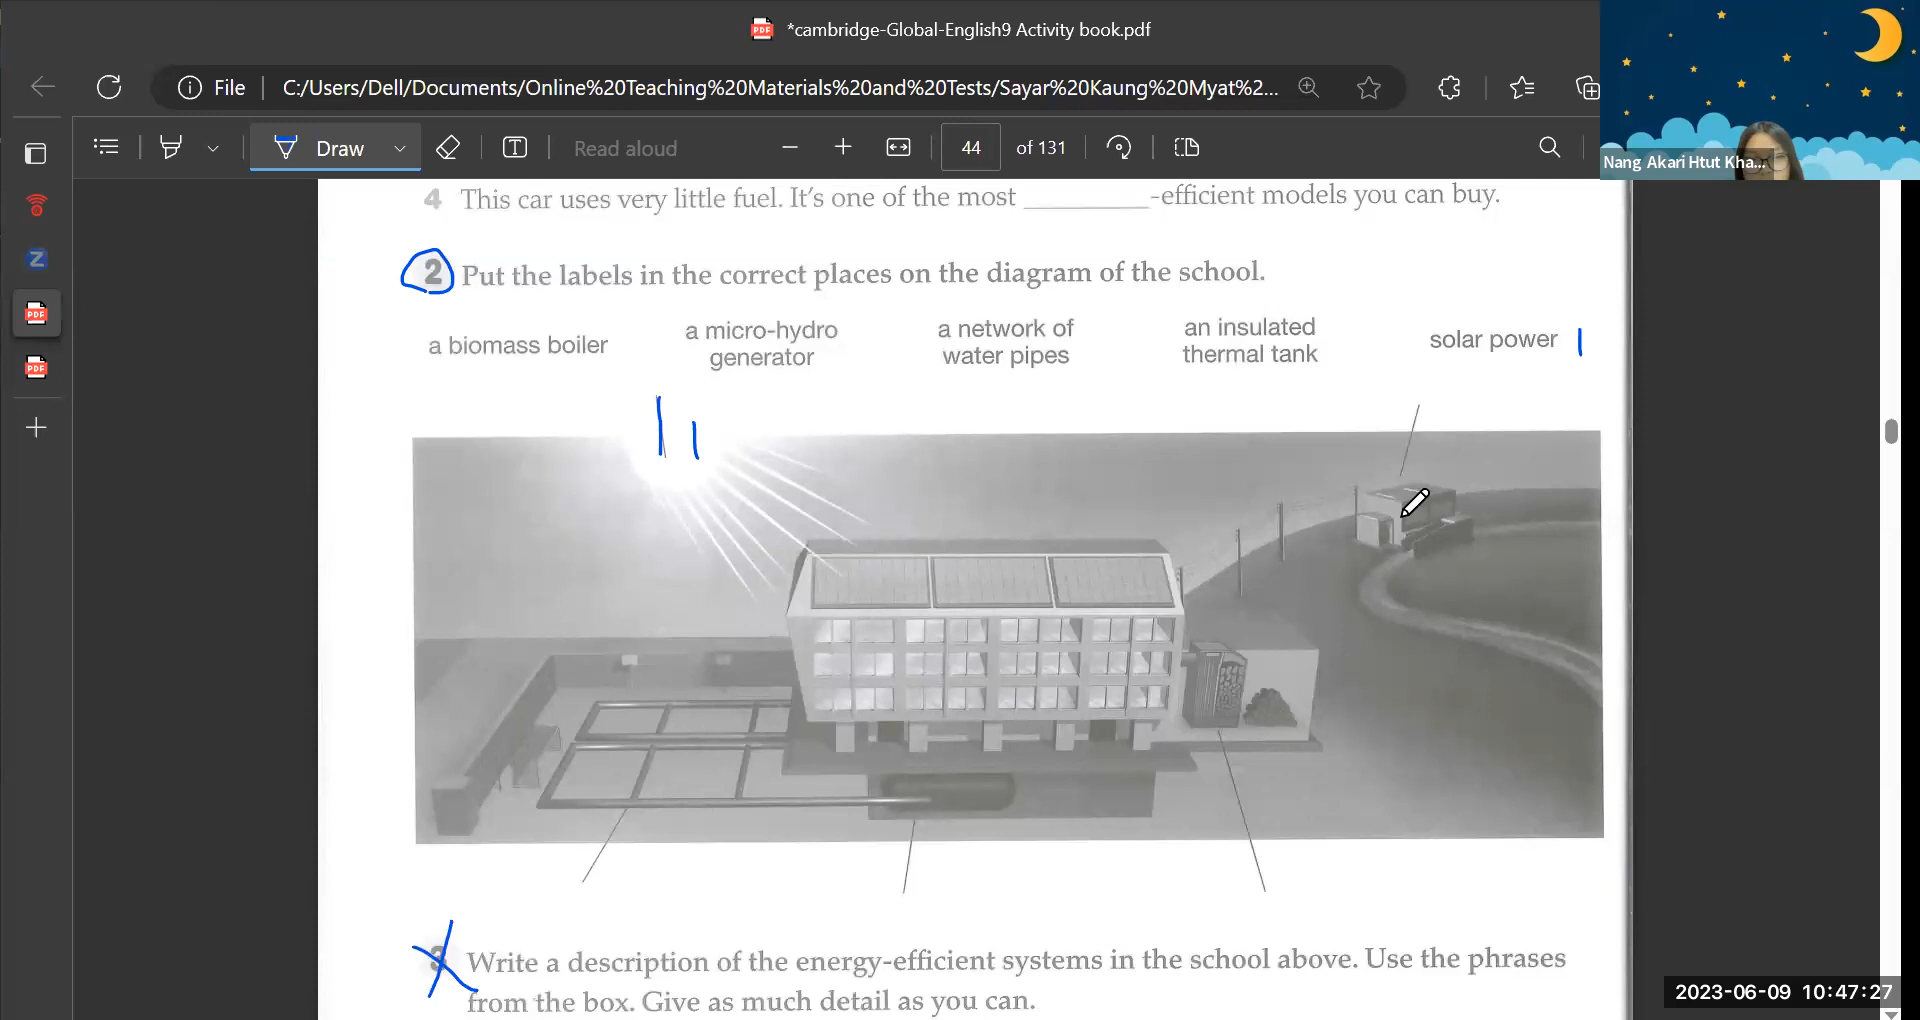 *cambridge-Global-English9 Activity book.pdf
File
C:/Users/Dell/Documents/Online%20Teaching%20Materials%20and%20Tests/Sayar%20Kaung%20Myat%2...
Draw
Read aloud
44
of 131
Nang Akari Htut Kha...
4 This car uses very little fuel. It's one of the most __________-efficient models you can buy.
2 Put the labels in the correct places on the diagram of the school.
a biomass boiler
a micro-hydro
generator
a network of
water pipes
an insulated
thermal tank
solar power 1
1
3 Write a description of the energy-efficient systems in the school above. Use the phrases
from the box. Give as much detail as you can.
2023-06-09 10:47:27